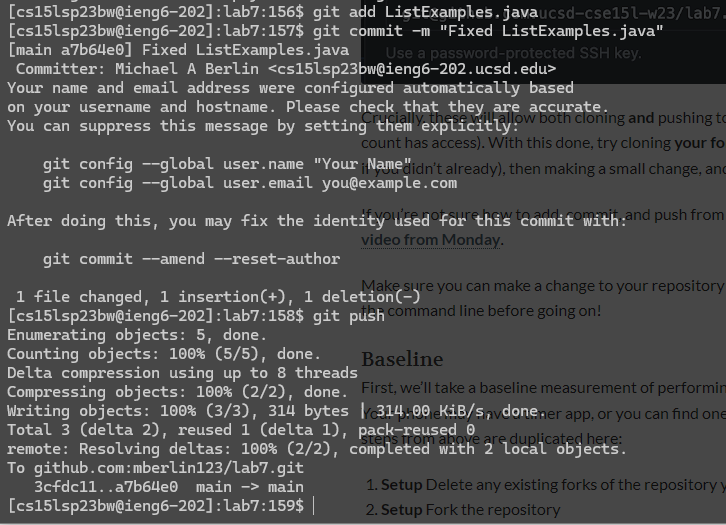 [cs15lsp23bw@ieng6-202]:lab7:156$ git add ListExamples.java
[cs15lsp23bw@ieng6-202]:lab7:157$ git commit -m "Fixed ListExamples.java"
[main a7b64e0] Fixed ListExamples.java
Committer: Michael A Berlin <cs15lsp23bw@ieng6-202.ucsd.edu>
Your name and email address were configured automatically based
on your username and hostname. Please check that they are accurate.
You can suppress this message by setting them explicitly:
git config --global user.name "Your Name"
git config --global user.email you@example.com
After doing this, you may fix the identity used for this commit with:
git commit --amend --reset-author
1 file changed, 1 insertion(+), 1 deletion(-)
[cs15lsp23bw@ieng6-202]:lab7:158$ git push
Enumerating objects: 5, done.
Counting objects: 100% (5/5), done.
Delta compression using up to 8 threads
Compressing objects: 100% (2/2), done.
Writing objects: 100% (3/3), 314 bytes | 314.00 KiB/s, done.
Total 3 (delta 2), reused 1 (delta 1), pack-reused 0
remote: Resolving deltas: 100% (2/2), completed with 2 local objects.
To github.com:mberlin123/lab7.git
3cfdc11..a7b64e0 main -> main
[cs15lsp23bw@ieng6-202]:lab7:159$
ucsd-cse15l-w23/lab7.
Use a password-protected SSH key.
Crucially, these will allow both cloning and pushing to
count has access). With this done, try cloning your fo
if you didn't already), then making a small change, and
If you're not sure how to add, commit, and push from
video from Monday.
Make sure you can make a change to your repository
the command line before going on!
Baseline
First, we'll take a baseline measurement of performin
Your phone may have a timer app, or you can find one
steps from above are duplicated here:
1. Setup Delete any existing forks of the repository y
2. Setup Fork the repository